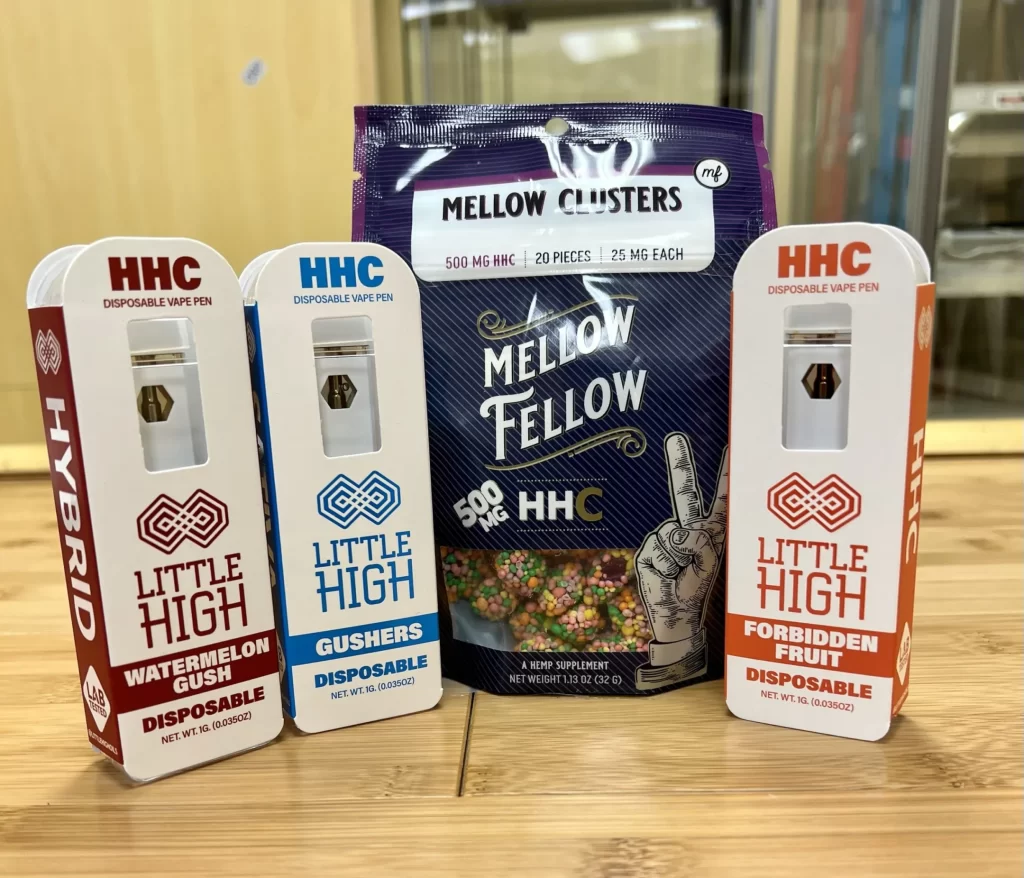 HHC
DISPOSABLE VAPE PEN
HYBRID
LITTLE
HIGH
WATERMELON
GUSH
DISPOSABLE
NET. WT. 1G. (0.035OZ)
LAB
TESTED
HHC
DISPOSABLE VAPE PEN
LITTLE
HIGH
GUSHERS
DISPOSABLE
NET. WT. 1G. (0.035OZ)
mf
MELLOW CLUSTERS
500 MG HHC | 20 PIECES | 25 MG EACH
MELLOW
FELLOW
500
MG
HHC
A HEMP SUPPLEMENT
NET WEIGHT 1.13 OZ (32 G)
HHC
DISPOSABLE VAPE PEN
LITTLE
HIGH
FORBIDDEN
FRUIT
DISPOSABLE
NET. WT. 1G. (0.035OZ)
HHC